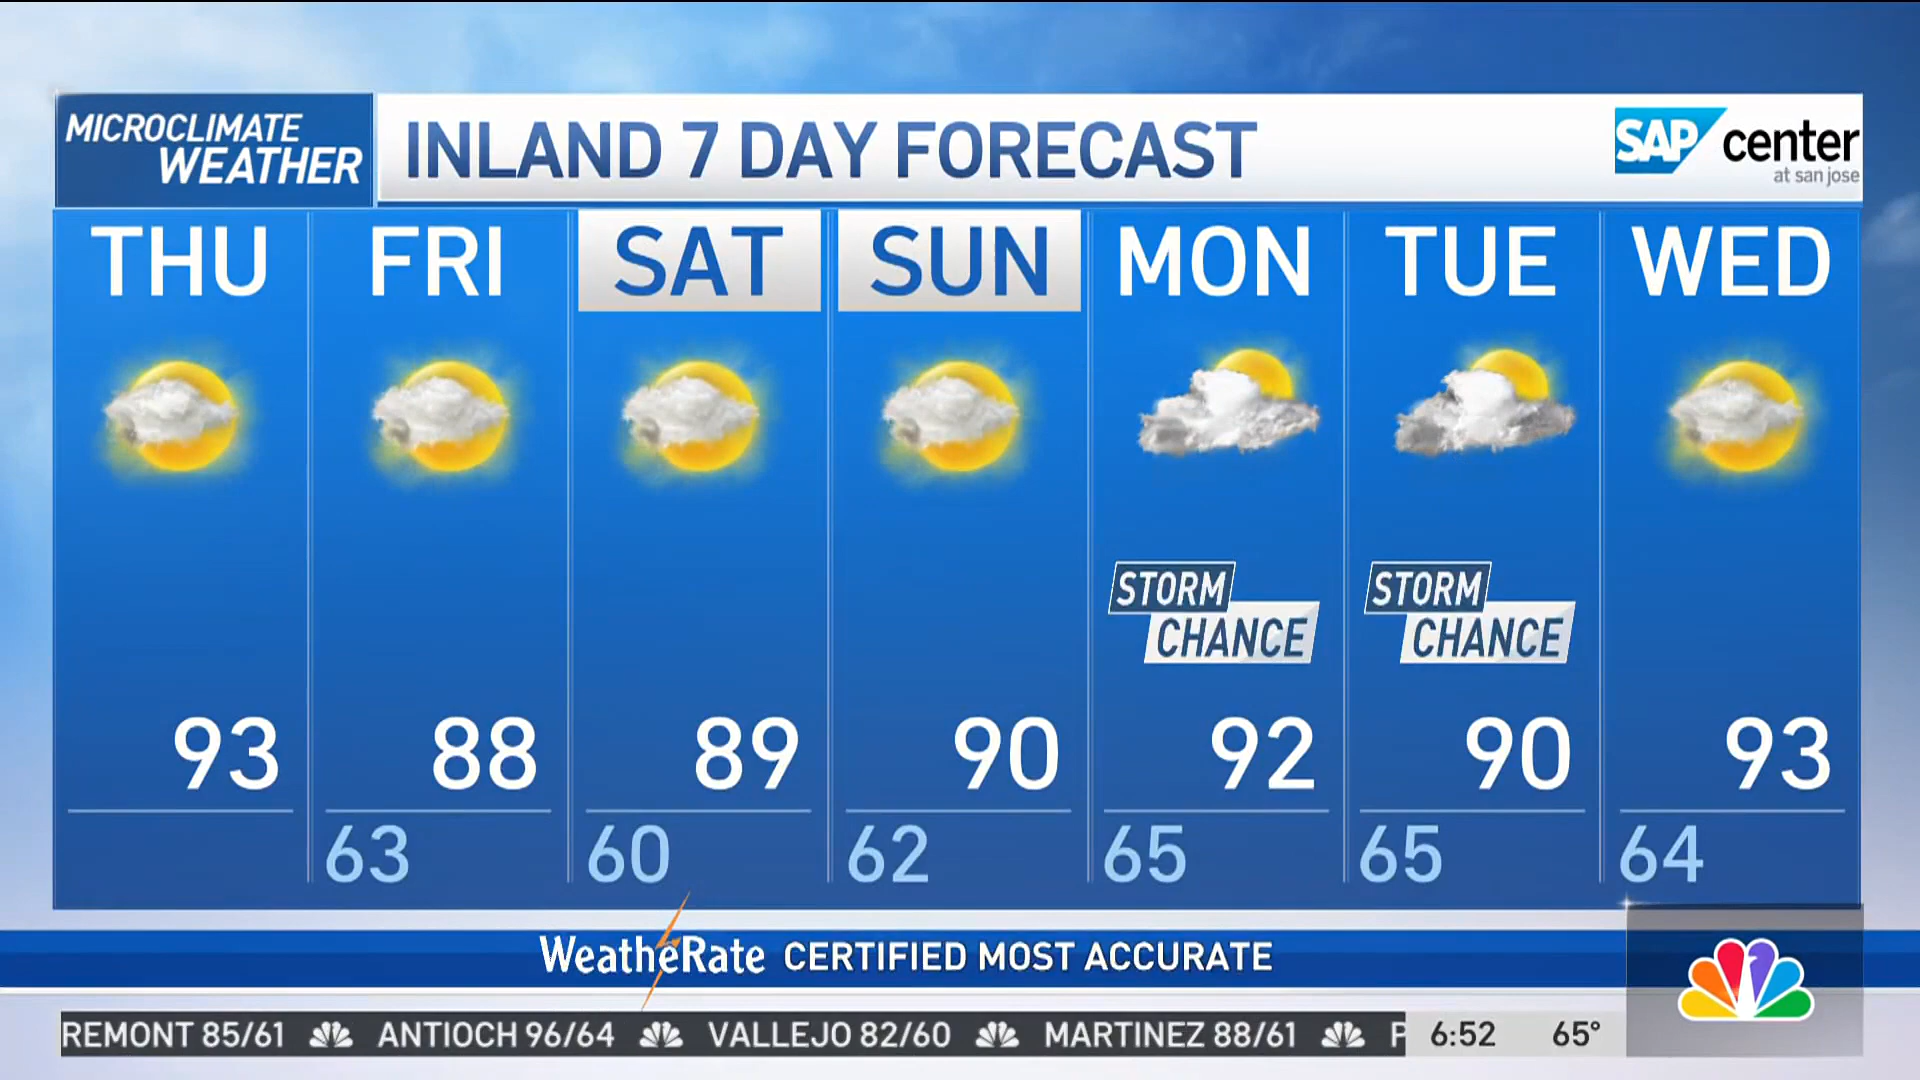 MICROCLIMATE
WEATHER
INLAND 7 DAY FORECAST
SAP center
at san jose
THU FRI SAT SUN MON TUE WED
STORM STORM
CHANCE CHANCE
93 88 89 90 92 90 93
63 60 62 65 65 64
WeatheRate CERTIFIED MOST ACCURATE
REMONT 85/61 ANTIOCH 96/64 VALLEJO 82/60 MARTINEZ 88/61 P 6:52 65°